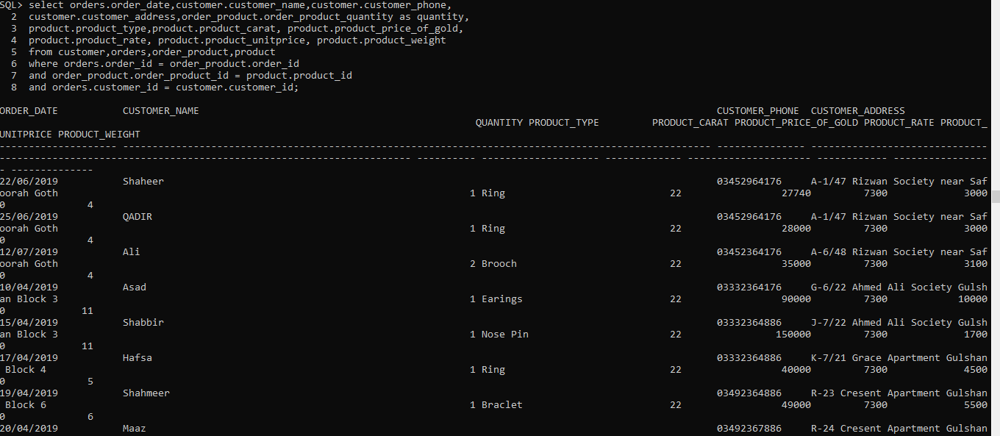 SQL> select orders.order_date,customer.customer_name,customer.customer_phone,
2 customer.customer_address,order_product.order_product_quantity as quantity,
3 product.product_type,product.product_carat, product.product_price_of_gold,
4 product.product_rate, product.product_unitprice, product.product_weight
5 from customer,orders,order_product,product
6 where orders.order_id = order_product.order_id
7 and order_product.order_product_id = product.product_id
8 and orders.customer_id = customer.customer_id;
ORDER_DATE CUSTOMER_NAME CUSTOMER_PHONE CUSTOMER_ADDRESS
QUANTITY PRODUCT_TYPE PRODUCT_CARAT PRODUCT_PRICE_OF_GOLD PRODUCT_RATE PRODUCT_
UNITPRICE PRODUCT_WEIGHT
-------------------- ---------------------------------------------------------------------------------------------------- --------------- ------------------------------
---------------------------------------------------------------------- ---------- -------------------- ------------- --------------------- ------------ ----------------
- --------------
22/06/2019 Shaheer 03452964176 A-1/47 Rizwan Society near Saf
oorah Goth 1 Ring 22 27740 7300 3000
0 4
25/06/2019 QADIR 03452964176 A-1/47 Rizwan Society near Saf
oorah Goth 1 Ring 22 28000 7300 3000
0 4
12/07/2019 Ali 03452364176 A-6/48 Rizwan Society near Saf
oorah Goth 2 Brooch 22 35000 7300 3100
0 4
10/04/2019 Asad 03332364176 G-6/22 Ahmed Ali Society Gulsh
an Block 3 1 Earings 22 90000 7300 10000
0 11
15/04/2019 Shabbir 03332364886 J-7/22 Ahmed Ali Society Gulsh
an Block 3 1 Nose Pin 22 150000 7300 1700
0 11
17/04/2019 Hafsa 03332364886 K-7/21 Grace Apartment Gulshan
Block 4 1 Ring 22 40000 7300 4500
0 5
19/04/2019 Shahmeer 03492364886 R-23 Cresent Apartment Gulshan
Block 6 1 Braclet 22 49000 7300 5500
0 6
20/04/2019 Maaz 03492367886 R-24 Cresent Apartment Gulshan